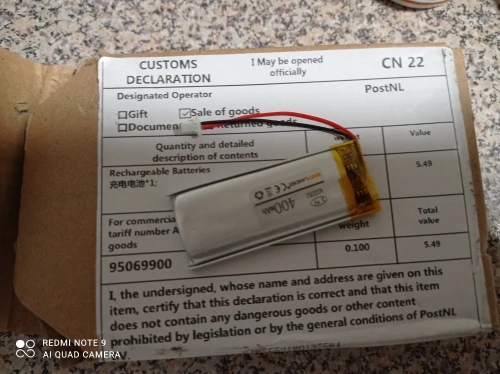 CUSTOMS
DECLARATION
I May be opened
officially
CN 22
Designated Operator
PostNL
Gift
Sale of goods
Returned goods
Quantity and detailed
description of contents
Value
Rechargeable Batteries
充电电池*1;
5.49
400mAh
For commercia
tariff number A
goods
weight
Total
value
95069900
0.100
5.49
I, the undersigned, whose name and address are given on this
item, certify that this declaration is correct and that this item
does not contain any dangerous goods or other content
prohibited by legislation or by the general conditions of PostNL
REDMI NOTE 9
AI QUAD CAMERA